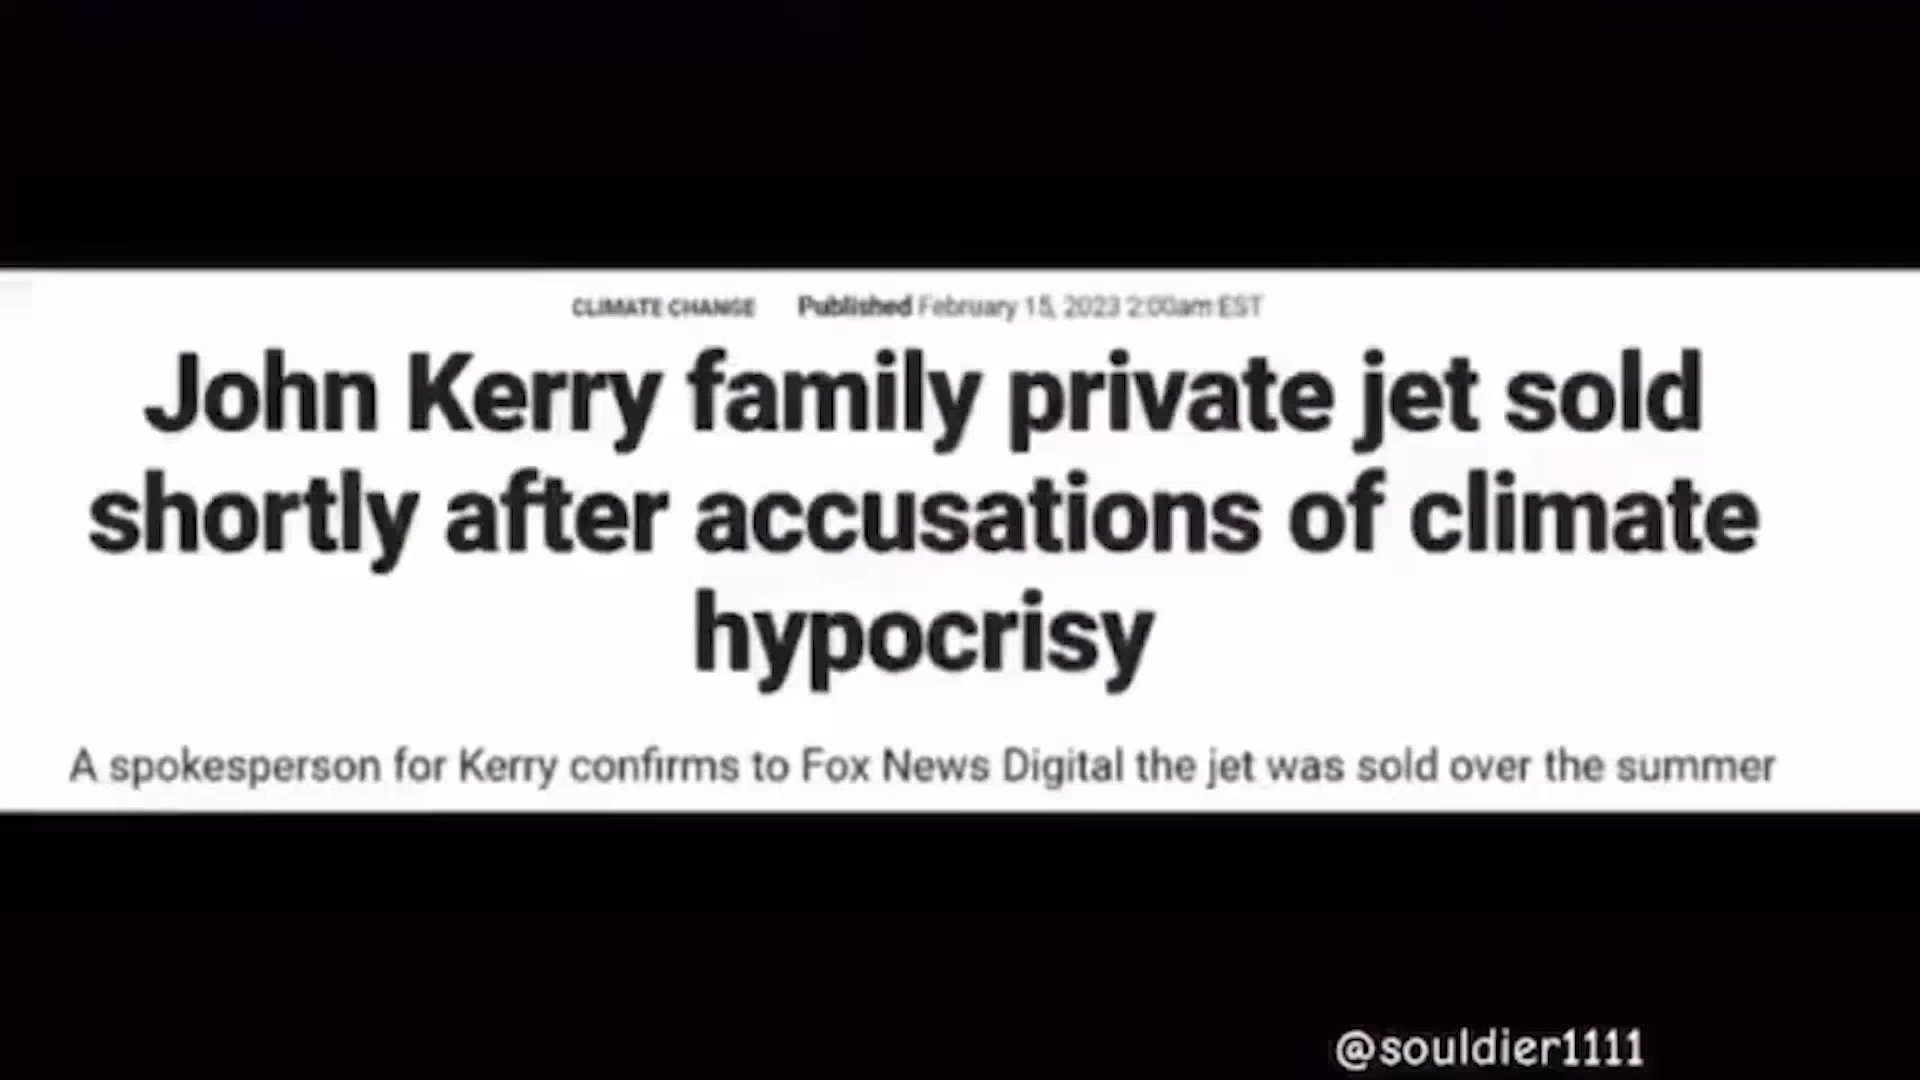 CLIMATE CHANGE Published February 15, 2023 2:00am EST
John Kerry family private jet sold
shortly after accusations of climate
hypocrisy
A spokesperson for Kerry confirms to Fox News Digital the jet was sold over the summer
@souldier1111